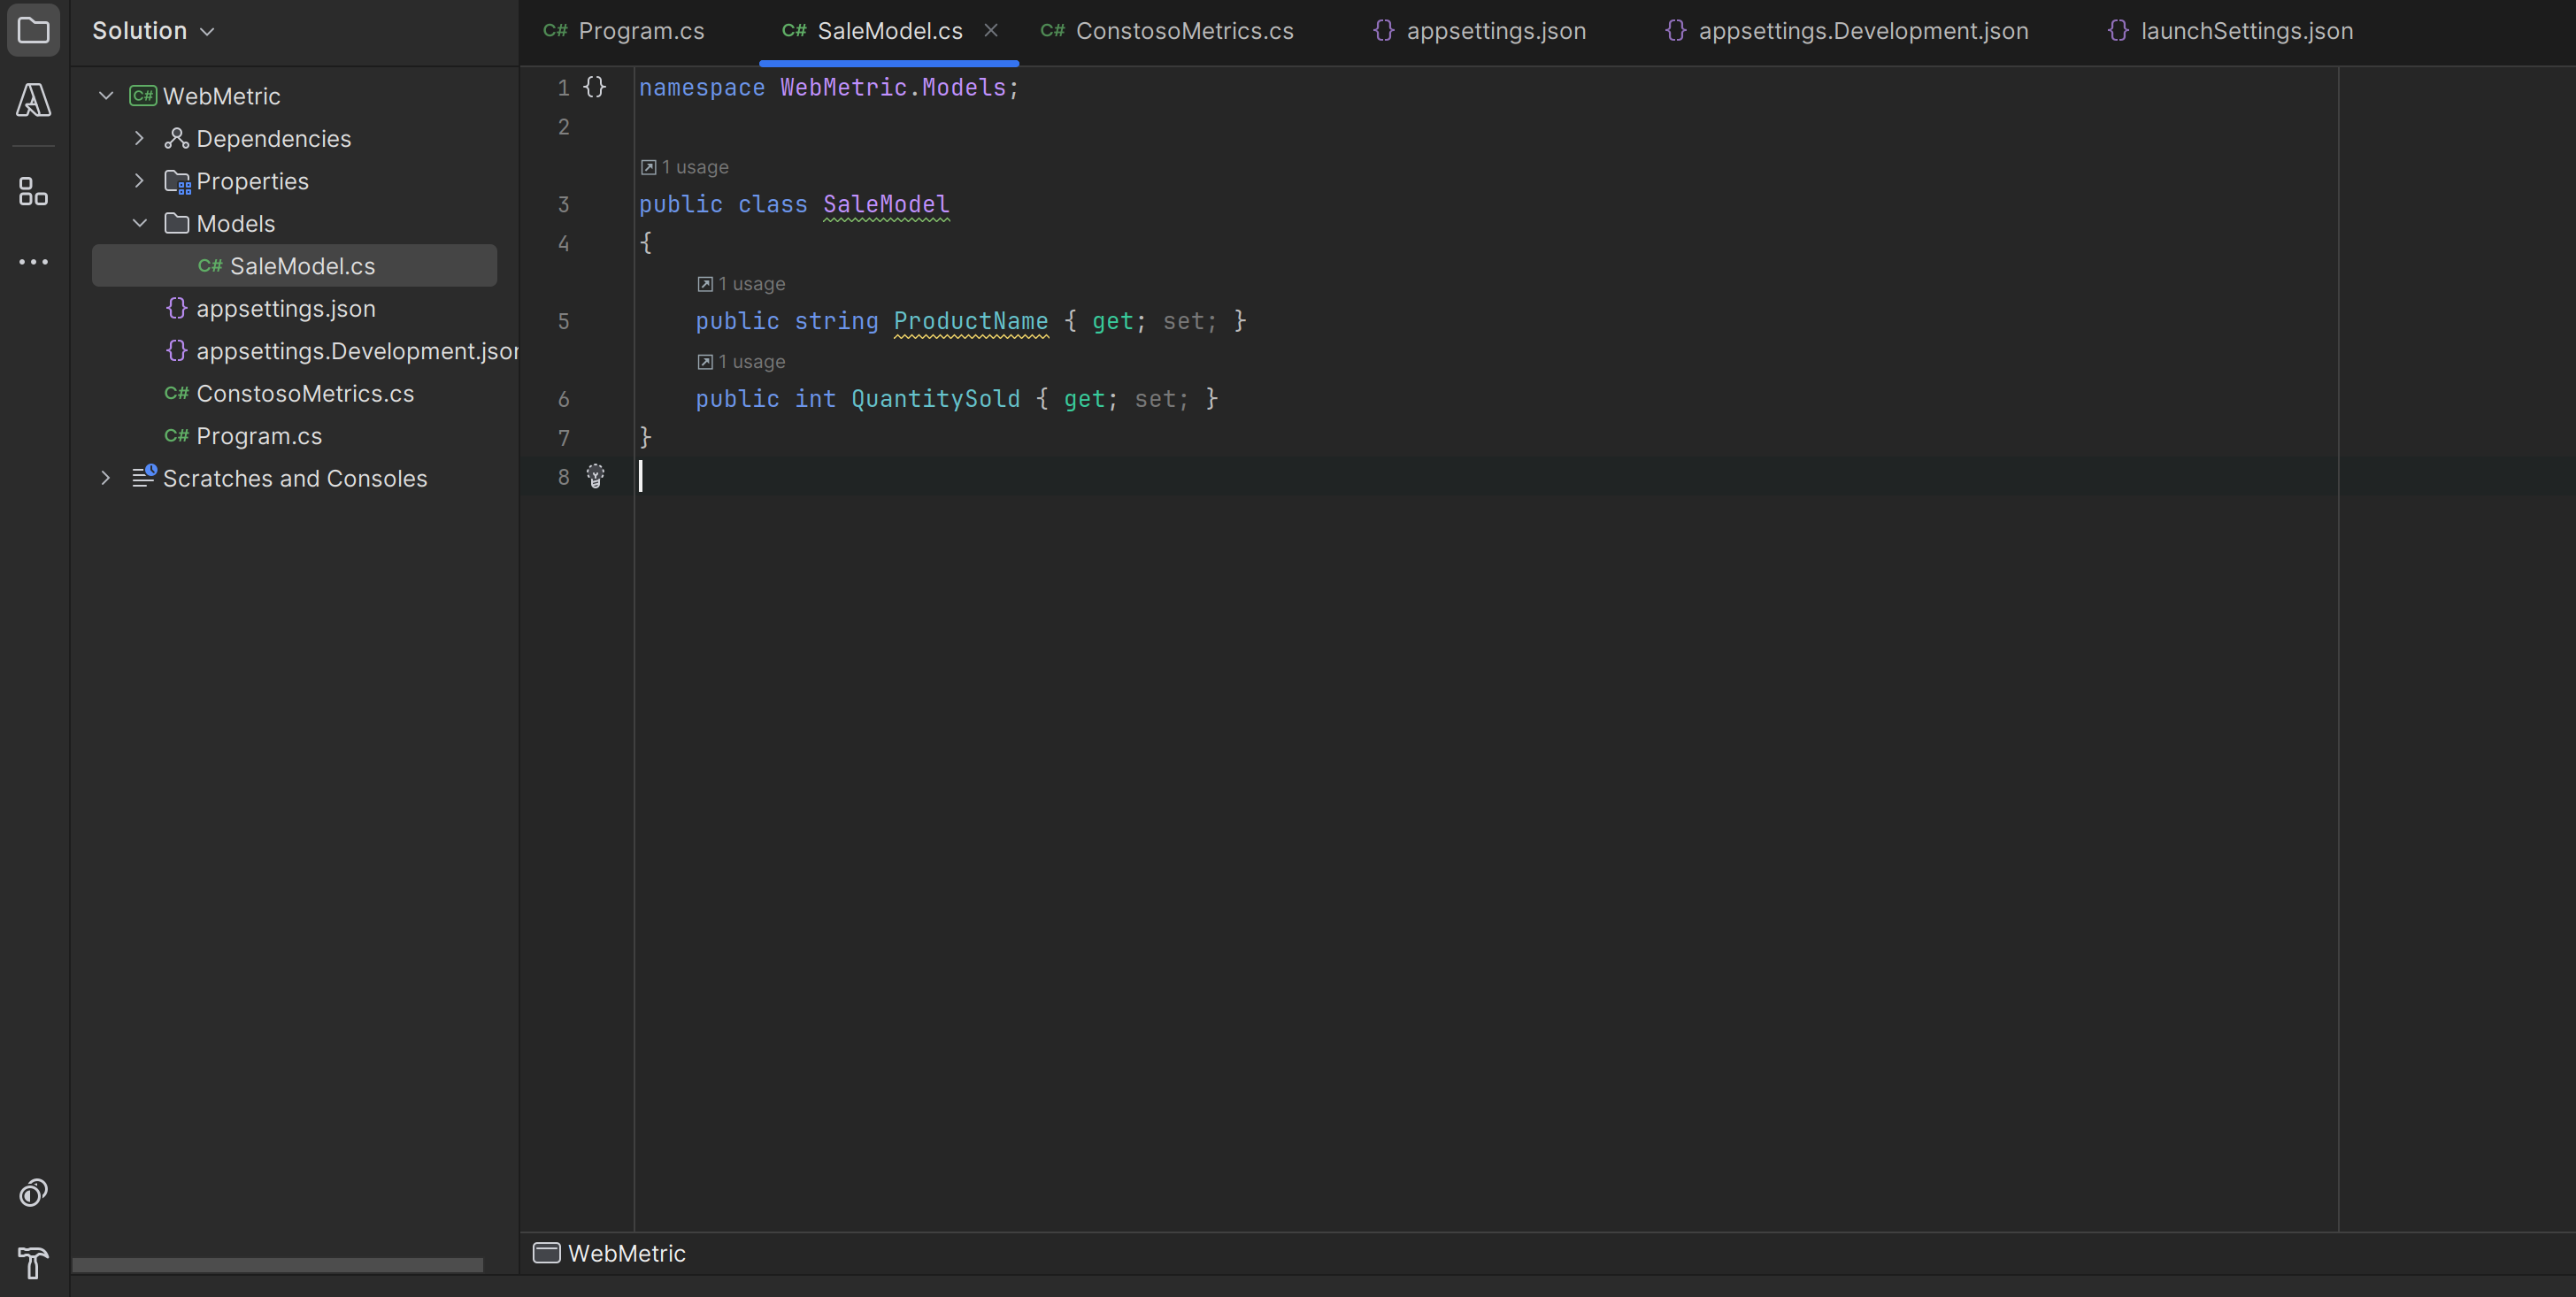 Solution
C# Program.cs
C# SaleModel.cs
C# ConstosoMetrics.cs
{} appsettings.json
{} appsettings.Development.json
{} launchSettings.json
C# WebMetric
Dependencies
Properties
Models
C# SaleModel.cs
{} appsettings.json
{} appsettings.Development.jsor
C# ConstosoMetrics.cs
C# Program.cs
Scratches and Consoles
1 {} namespace WebMetric.Models;
2
1 usage
3 public class SaleModel
4 {
1 usage
5 public string ProductName { get; set; }
1 usage
6 public int QuantitySold { get; set; }
7 }
8
WebMetric